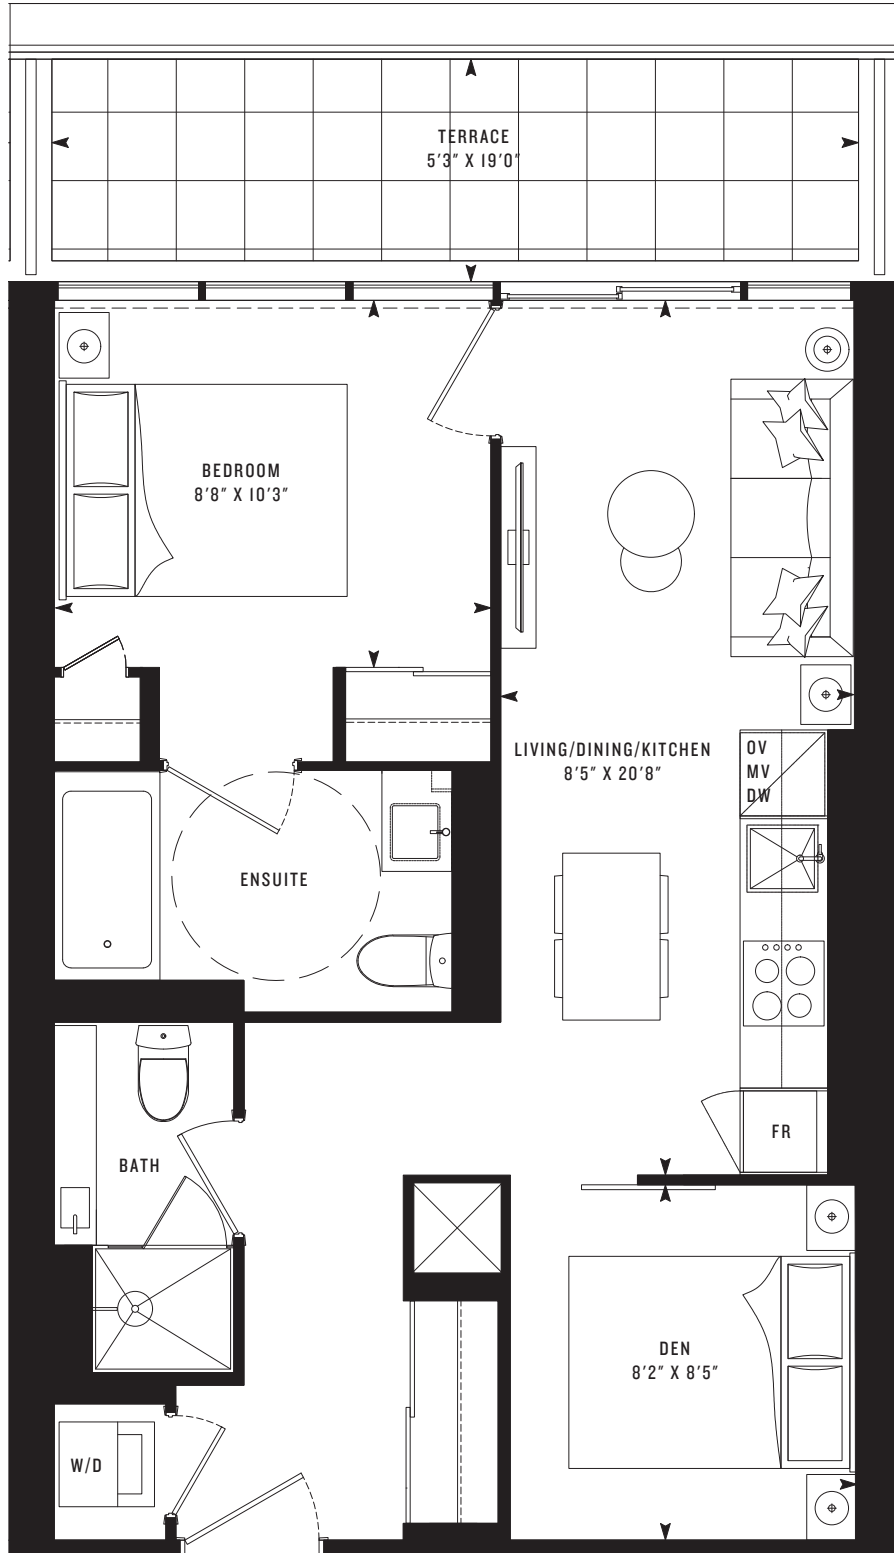 TERRACE
5'3" X 19'0"
BEDROOM
8'8" X 10'3"
LIVING/DINING/KITCHEN
8'5" X 20'8"
OV
MV
DW
ENSUITE
FR
BATH
DEN
8'2" X 8'5"
W/D